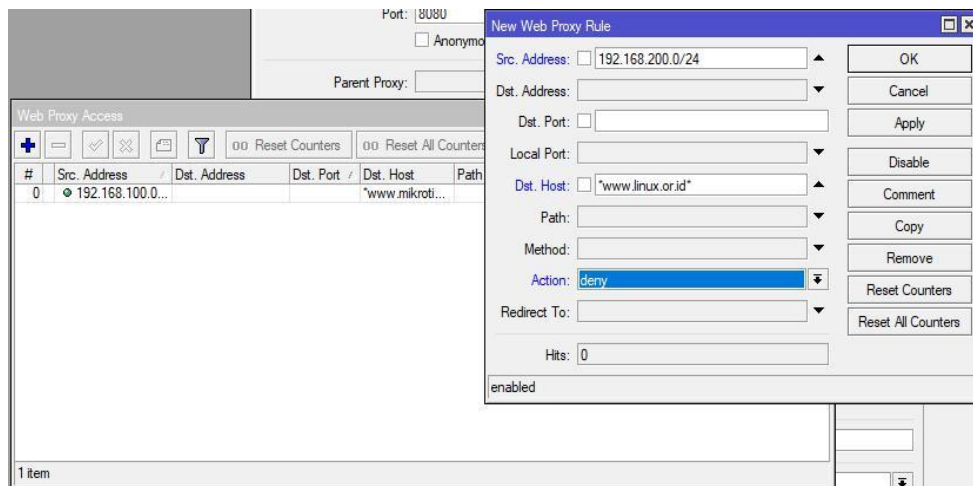 Port: 8080
Anonymo
Parent Proxy:
Web Proxy Access
00 Reset Counters
00 Reset All Counters
# Src. Address Dst. Address Dst. Port Dst. Host Path
0 192.168.100.0... *www.mikroti...
1 item
New Web Proxy Rule
Src. Address: 192.168.200.0/24
Dst. Address:
Dst. Port:
Local Port:
Dst. Host: *www.linux.or.id*
Path:
Method:
Action: deny
Redirect To:
Hits: 0
enabled
OK
Cancel
Apply
Disable
Comment
Copy
Remove
Reset Counters
Reset All Counters